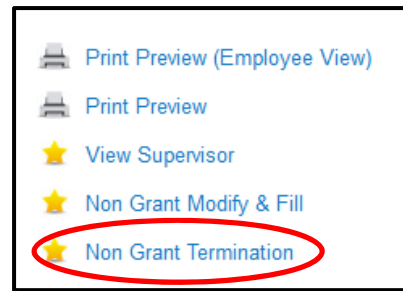 Print Preview (Employee View)
Print Preview
View Supervisor
Non Grant Modify & Fill
Non Grant Termination